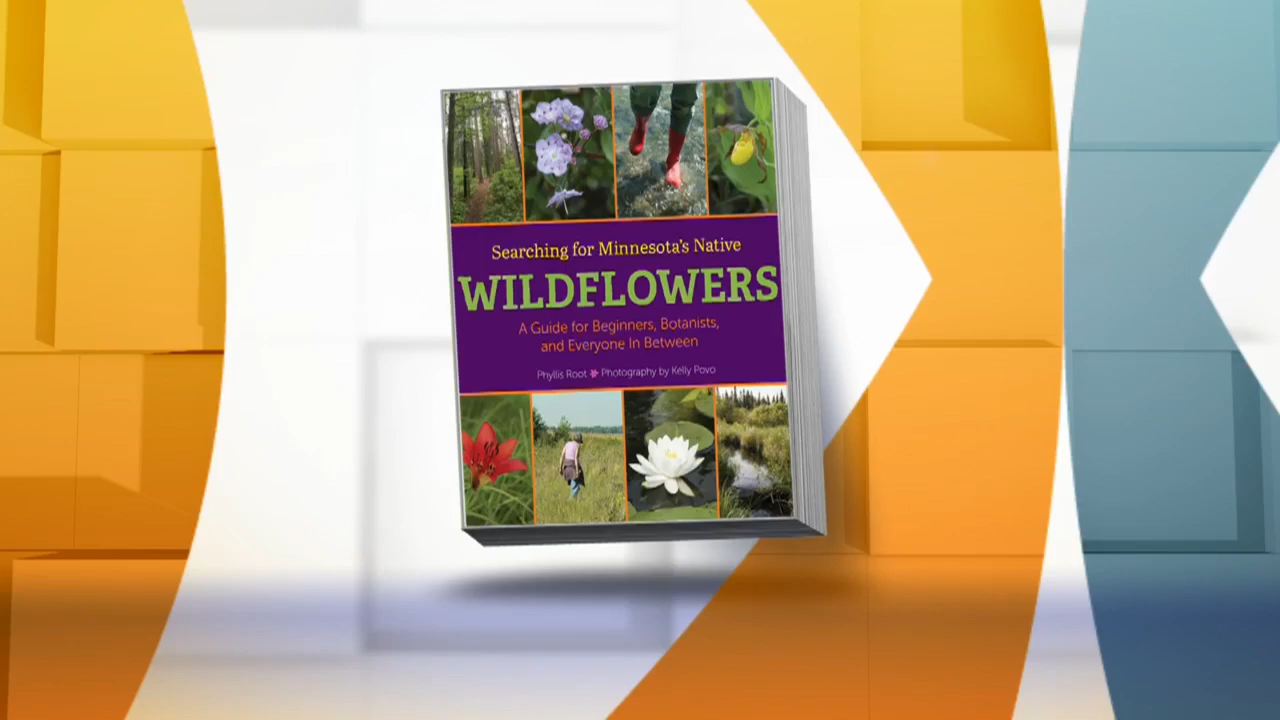 Searching for Minnesota's Native
WILDFLOWERS
A Guide for Beginners, Botanists,
and Everyone In Between
Phyllis Root Photography by Kelly Povo